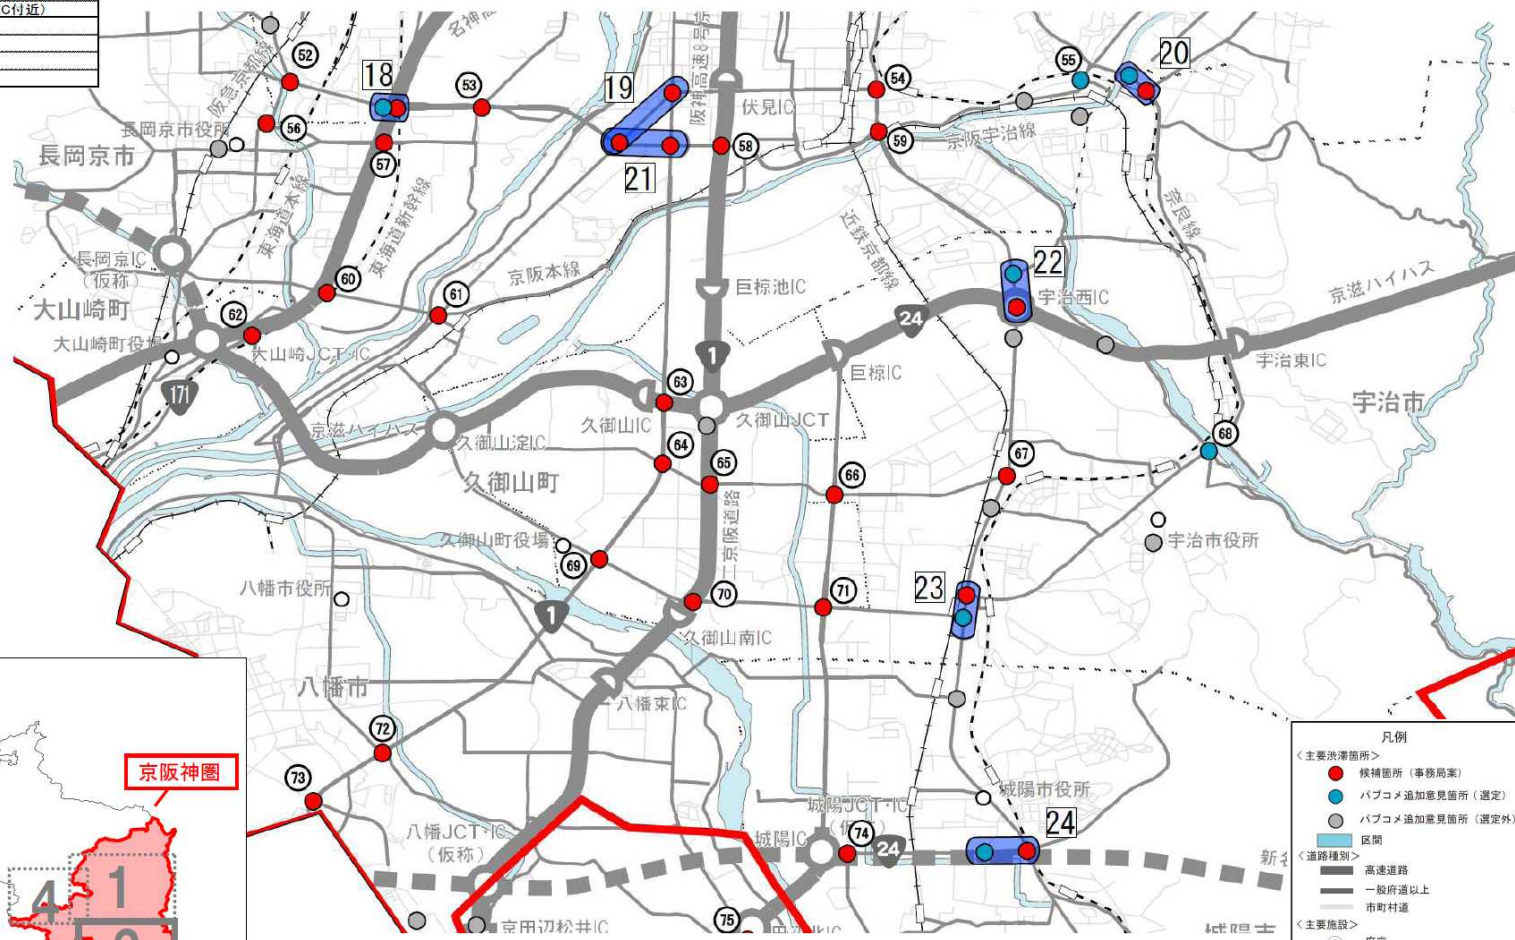 C付近）
52
18
53
名神高
19
阪神高速8号京
伏見IC
54
55
20
阪急京都線
長岡京市役所
56
長岡京市
57
21
58
59
京阪宇治線
東海道本線
東海道新幹線
近鉄京都線
奈良線
長岡京IC
（仮称）
60
61
京阪本線
巨椋池IC
22
宇治西IC
京滋ハイハス
大山崎町
62
大山崎町役場
大山崎JCT・IC
24
1
巨椋IC
宇治東IC
171
63
久御山IC
久御山JCT
宇治市
京滋ハイハス
久御山淀IC
64
65
66
67
68
久御山町
二京阪道路
久御山町役場
69
宇治市役所
八幡市役所
1
70
71
23
久御山南IC
八幡市
八幡東IC
72
73
京阪神圏
城陽市役所
城陽JCT・IC
八幡JCT・IC
（仮称）
城陽IC
74
24
24
新名
4
1
京田辺松井IC
75
城陽市
凡例
＜主要渋滞箇所＞
候補箇所（事務局案）
パブコメ追加意見箇所（選定）
パブコメ追加意見箇所（選定外）
区間
＜道路種別＞
高速道路
一般府道以上
市町村道
＜主要施設＞